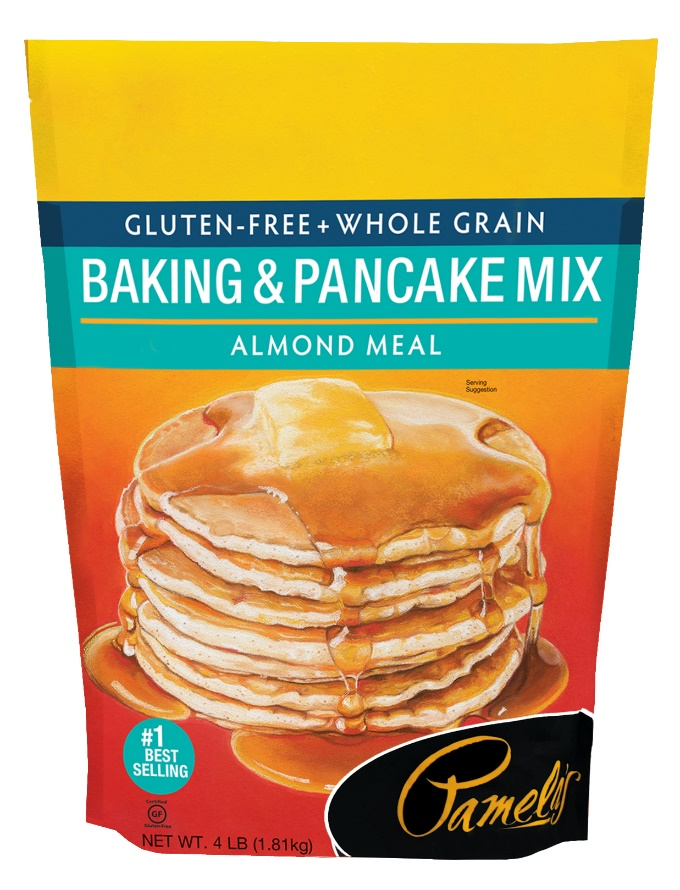 GLUTEN-FREE + WHOLE GRAIN
BAKING & PANCAKE MIX
ALMOND MEAL
Serving
Suggestion
#1
BEST
SELLING
Certified
GF
Gluten-Free
NET WT. 4 LB (1.81kg)
Pamela's